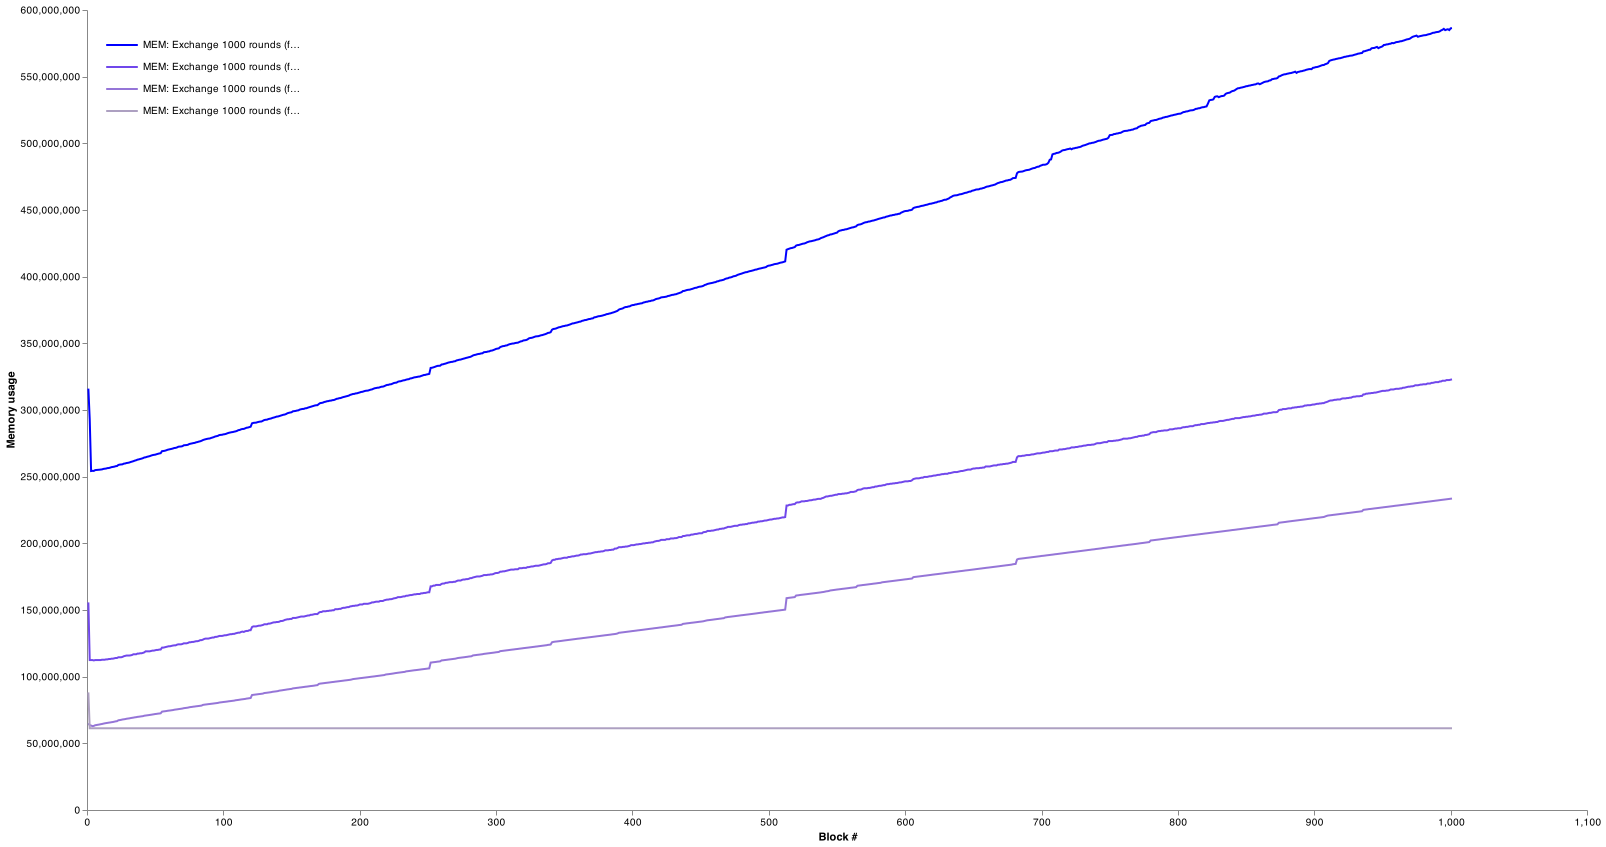 600,000,000
550,000,000
500,000,000
450,000,000
400,000,000
350,000,000
300,000,000
250,000,000
200,000,000
150,000,000
100,000,000
50,000,000
0
Memory usage
MEM: Exchange 1000 rounds (f...
MEM: Exchange 1000 rounds (f...
MEM: Exchange 1000 rounds (f...
MEM: Exchange 1000 rounds (f...
0 100 200 300 400 500 600 700 800 900 1,000 1,100
Block #